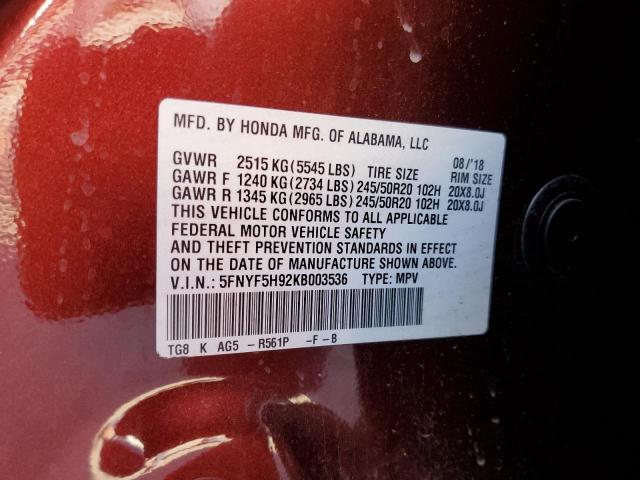 MFD. BY HONDA MFG. OF ALABAMA, LLC
08/'18
GVWR 2515 KG(5545 LBS) TIRE SIZE RIM SIZE
GAWR F 1240 KG(2734 LBS) 245/50R20 102H 20X8.0J
GAWR R 1345 KG(2965 LBS) 245/50R20 102H 20X8.0J
THIS VEHICLE CONFORMS TO ALL APPLICABLE
FEDERAL MOTOR VEHICLE SAFETY
AND THEFT PREVENTION STANDARDS IN EFFECT
ON THE DATE OF MANUFACTURE SHOWN ABOVE.
V.I.N.: 5FNYF5H92KB003536 TYPE: MPV
TG8 K AG5 - R561P -F-B